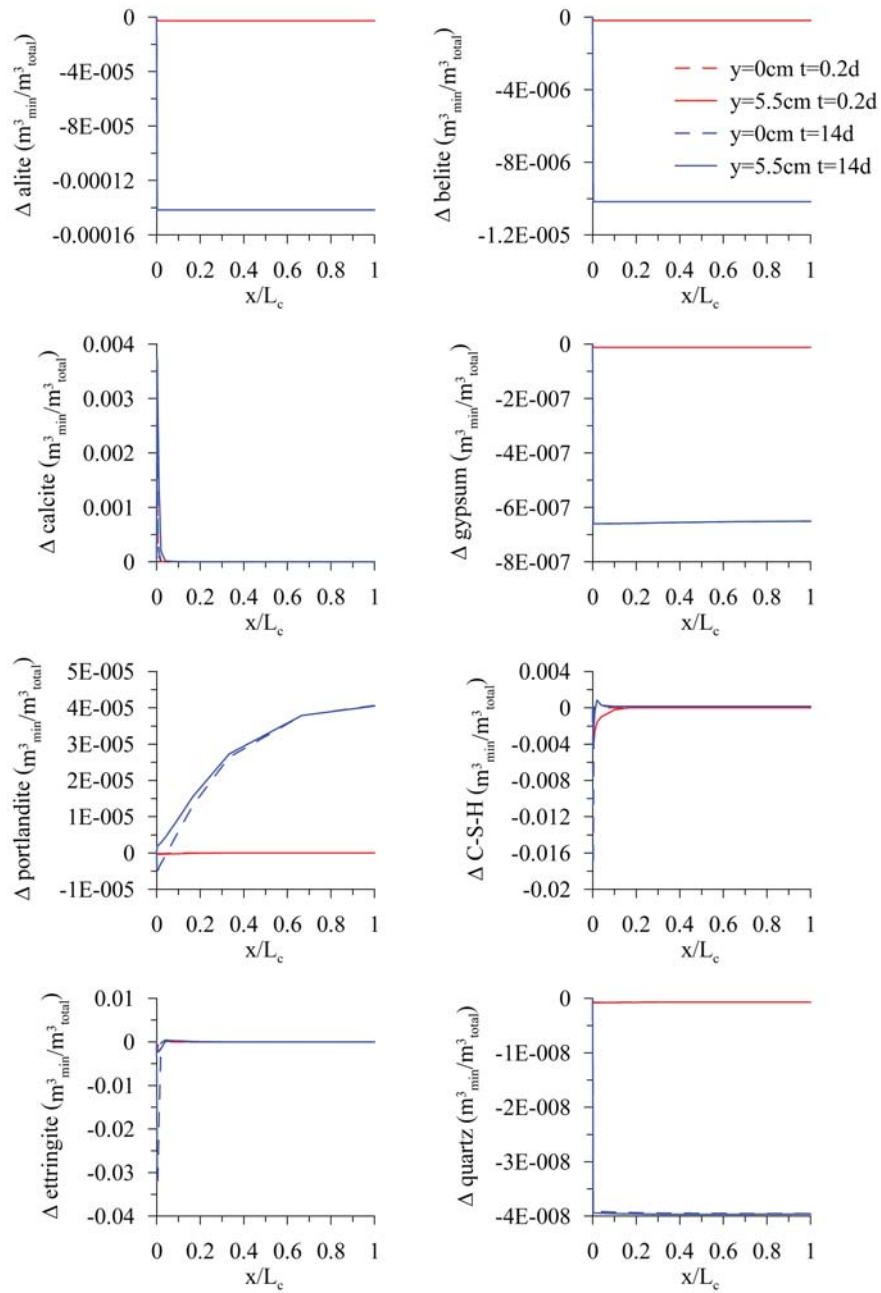 0
-4E-005
-8E-005
-0.00012
-0.00016
Δ alite (m³min/m³total)
0 0.2 0.4 0.6 0.8 1
x/Lc
0
-4E-006
-8E-006
-1.2E-005
Δ belite (m³min/m³total)
0 0.2 0.4 0.6 0.8 1
x/Lc
y=0cm t=0.2d
y=5.5cm t=0.2d
y=0cm t=14d
y=5.5cm t=14d
0.004
0.003
0.002
0.001
0
Δ calcite (m³min/m³total)
0 0.2 0.4 0.6 0.8 1
x/Lc
0
-2E-007
-4E-007
-6E-007
-8E-007
Δ gypsum (m³min/m³total)
0 0.2 0.4 0.6 0.8 1
x/Lc
5E-005
4E-005
3E-005
2E-005
1E-005
0
-1E-005
Δ portlandite (m³min/m³total)
0 0.2 0.4 0.6 0.8 1
x/Lc
0.004
0
-0.004
-0.008
-0.012
-0.016
-0.02
Δ C-S-H (m³min/m³total)
0 0.2 0.4 0.6 0.8 1
x/Lc
0.01
0
-0.01
-0.02
-0.03
-0.04
Δ ettringite (m³min/m³total)
0 0.2 0.4 0.6 0.8 1
x/Lc
0
-1E-008
-2E-008
-3E-008
-4E-008
Δ quartz (m³min/m³total)
0 0.2 0.4 0.6 0.8 1
x/Lc